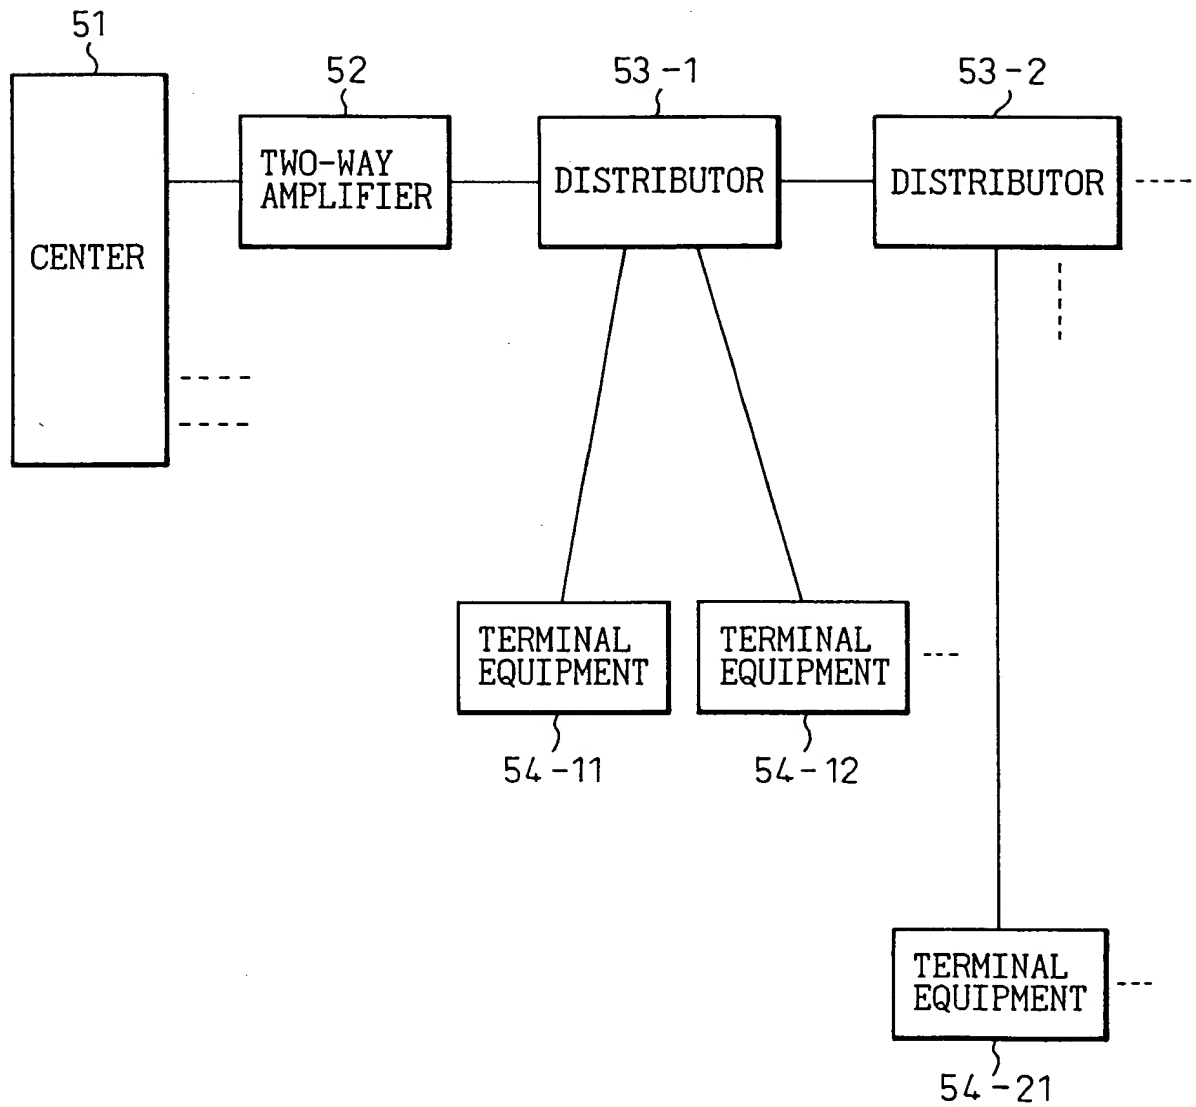 51
52
53-1
53-2
TWO-WAY
AMPLIFIER
DISTRIBUTOR
DISTRIBUTOR
CENTER
TERMINAL
EQUIPMENT
TERMINAL
EQUIPMENT
54-11
54-12
TERMINAL
EQUIPMENT
54-21